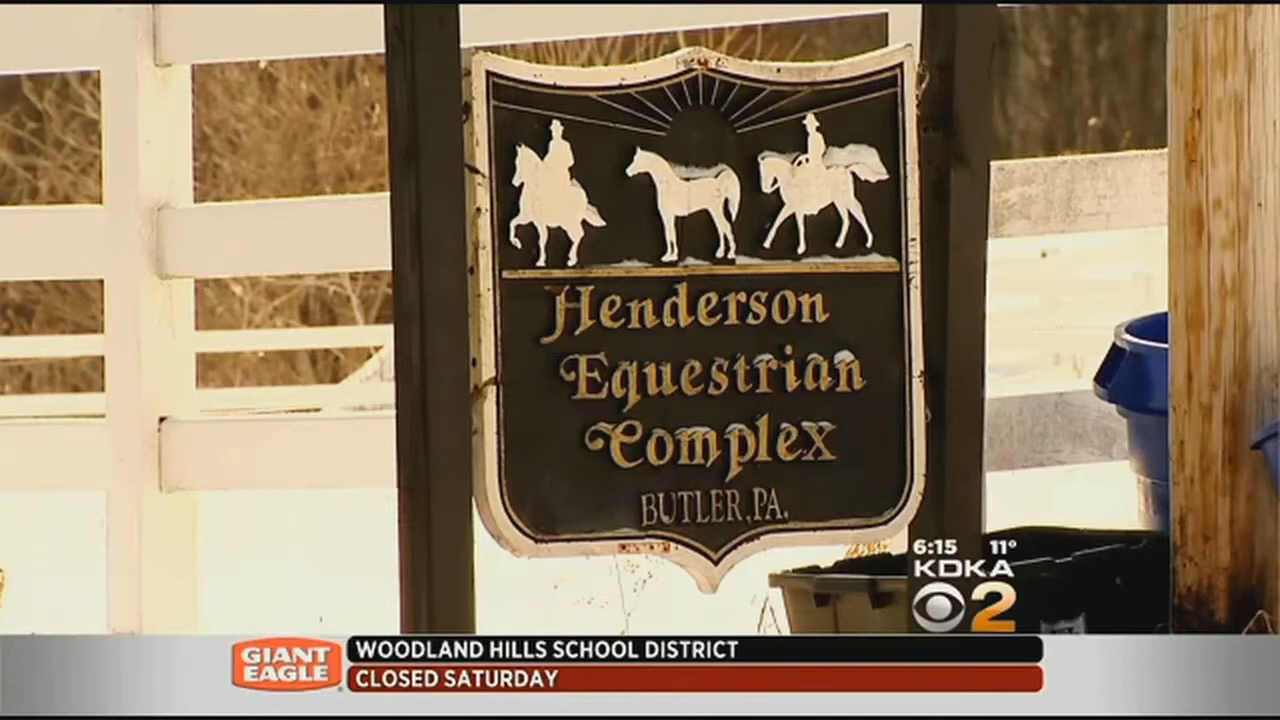 Henderson
Equestrian
Complex
BUTLER, PA.
6:15 11°
KDKA
2
GIANT
EAGLE
WOODLAND HILLS SCHOOL DISTRICT
CLOSED SATURDAY